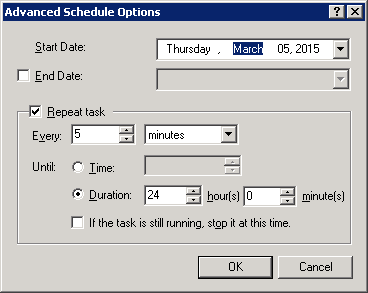 Advanced Schedule Options
Start Date: Thursday , March 05, 2015
End Date:
Repeat task
Every: 5 minutes
Until: Time:
Duration: 24 hour(s) 0 minute(s)
If the task is still running, stop it at this time.
OK Cancel